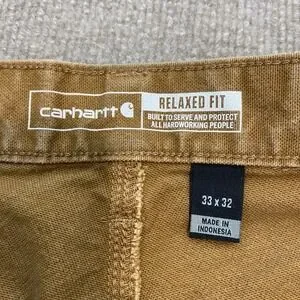 carhartt
RELAXED FIT
BUILT TO SERVE AND PROTECT
ALL HARDWORKING PEOPLE
33 x 32
MADE IN
INDONESIA